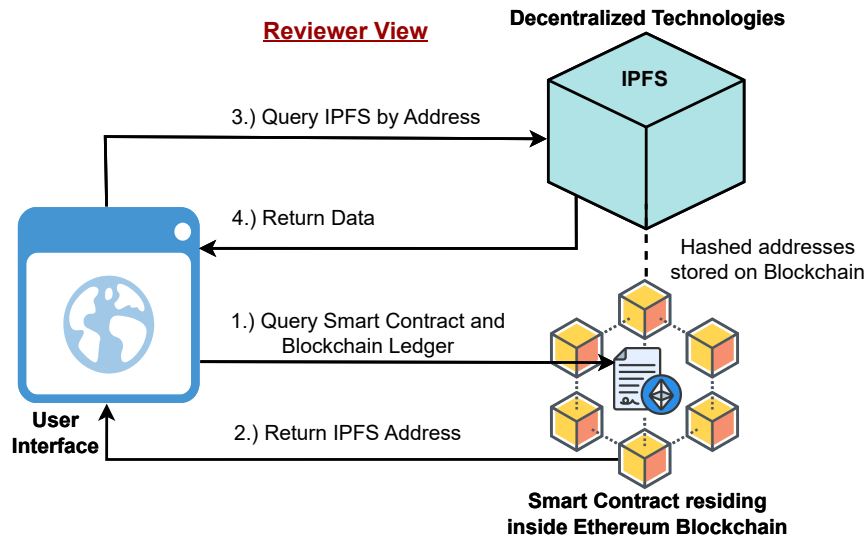 Reviewer View
Decentralized Technologies
IPFS
3.) Query IPFS by Address
4.) Return Data
Hashed addresses
stored on Blockchain
1.) Query Smart Contract and
Blockchain Ledger
User
Interface
2.) Return IPFS Address
Smart Contract residing
inside Ethereum Blockchain